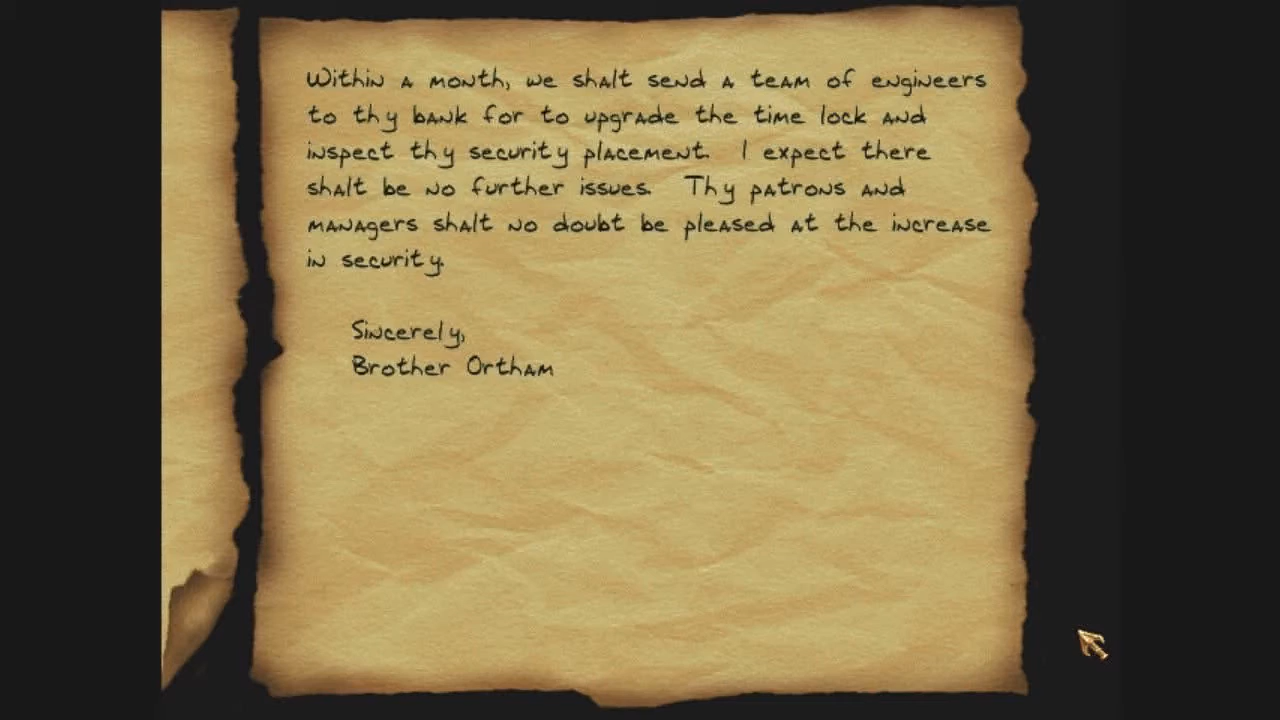 Within a month, we shalt send a team of engineers
to thy bank for to upgrade the time lock and
inspect thy security placement. I expect there
shalt be no further issues. Thy patrons and
managers shalt no doubt be pleased at the increase
in security.
Sincerely,
Brother Ortham